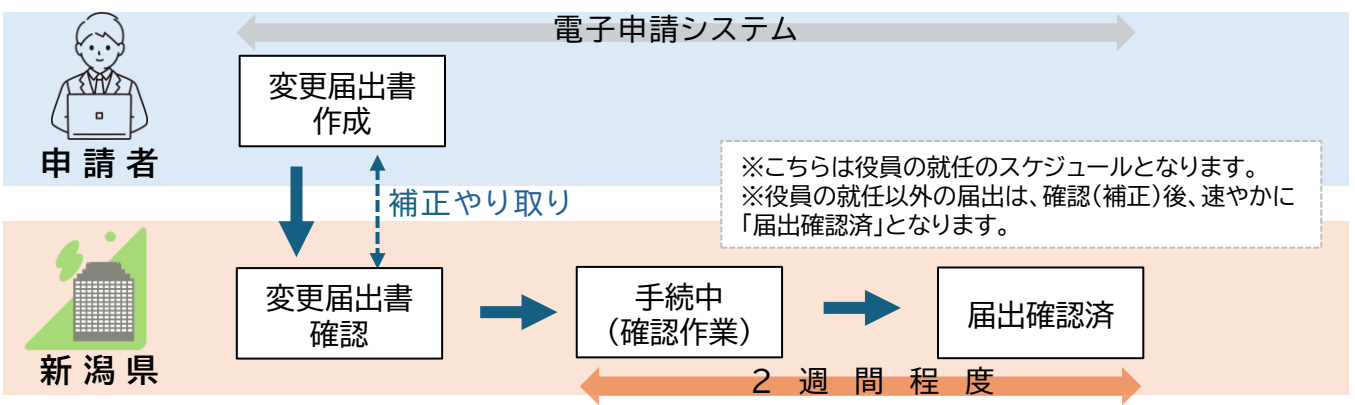 電子申請システム
変更届出書
作成
申請者
※こちらは役員の就任のスケジュールとなります。
※役員の就任以外の届出は、確認(補正)後、速やかに
「届出確認済」となります。
補正やり取り
変更届出書
確認
手続中
(確認作業)
届出確認済
新潟県
2週間程度